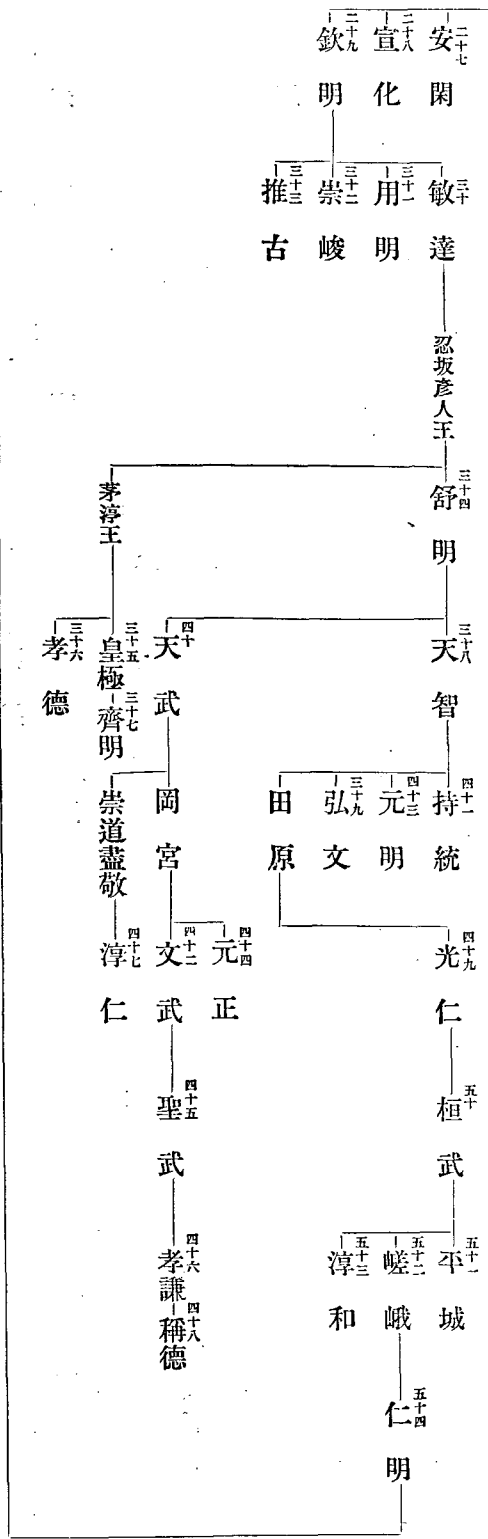 二十七 安閑
二十八 宣化
二十九 欽明
三十 敏達
三十一 用明
三十二 崇峻
三十三 推古
忍坂彥人王
三十四 舒明
茅淳王
三十八 天智
四十 天武
三十五 皇極 三十七 齊明
三十六 孝德
四十一 持統
四十三 元明
三十九 弘文
田原
岡宮
崇道盡敬
四十九 光仁
四十四 元正
四十二 文武
四十七 淳仁
五十 桓武
四十五 聖武
五十一 平城
五十二 嵯峨
五十三 淳和
四十六 孝謙 四十八 稱德
五十四 仁明